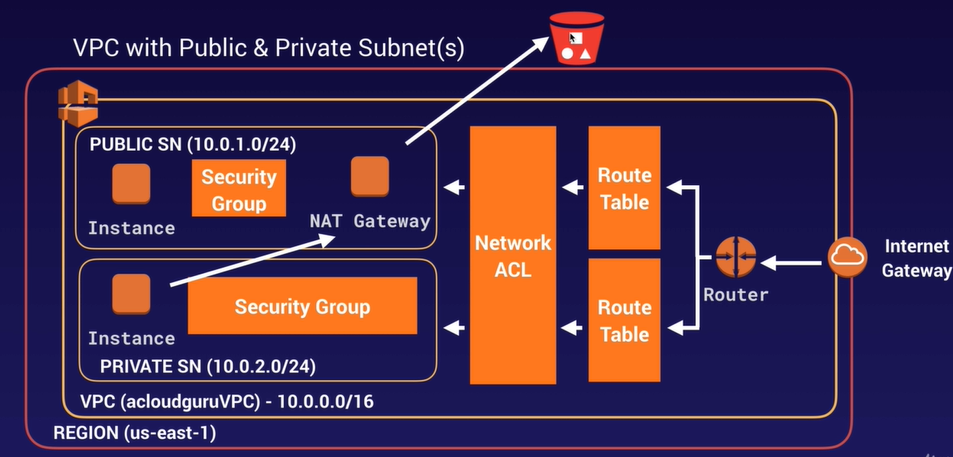 VPC with Public & Private Subnet(s)
PUBLIC SN (10.0.1.0/24)
Security
Group
Instance
NAT Gateway
Network
ACL
Route
Table
Router
Internet
Gateway
Security Group
Instance
Route
Table
PRIVATE SN (10.0.2.0/24)
VPC (acloudguruVPC) - 10.0.0.0/16
REGION (us-east-1)